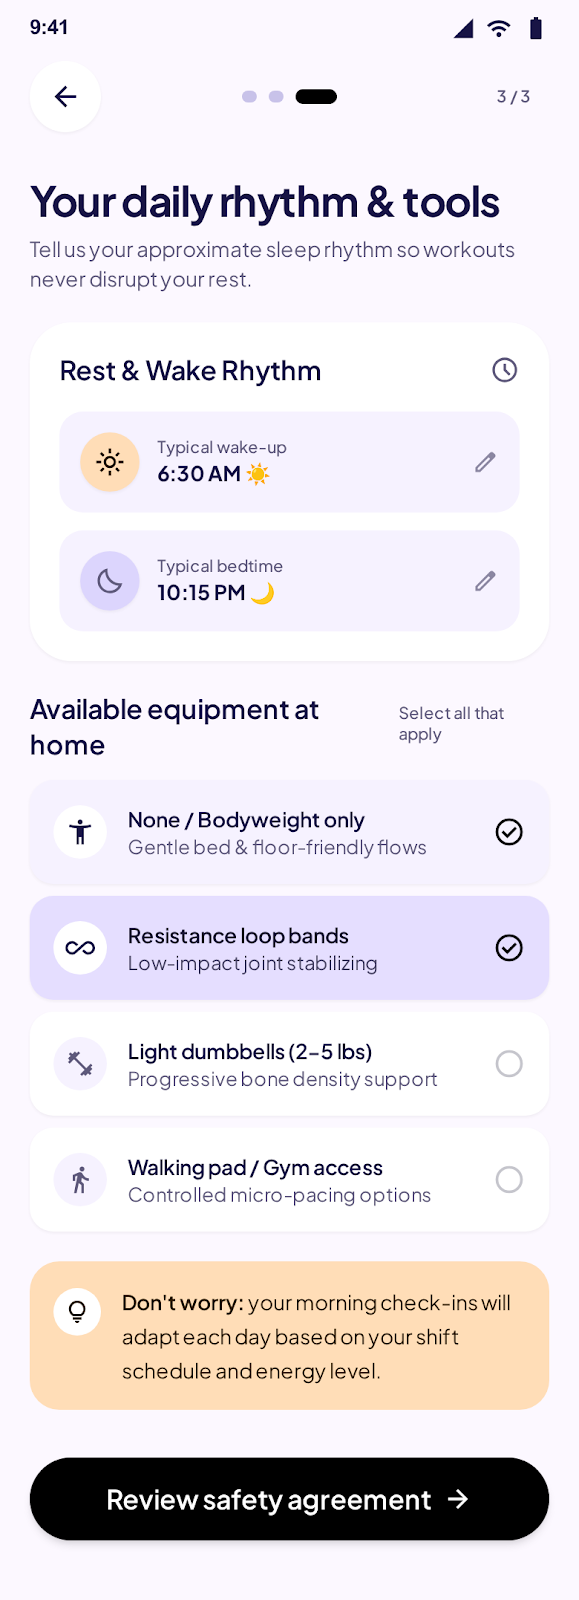 9:41
3 / 3
Your daily rhythm & tools
Tell us your approximate sleep rhythm so workouts
never disrupt your rest.
Rest & Wake Rhythm
Typical wake-up
6:30 AM ☀️
Typical bedtime
10:15 PM 🌙
Available equipment at
home
Select all that
apply
None / Bodyweight only
Gentle bed & floor-friendly flows
Resistance loop bands
Low-impact joint stabilizing
Light dumbbells (2–5 lbs)
Progressive bone density support
Walking pad / Gym access
Controlled micro-pacing options
Don't worry: your morning check-ins will
adapt each day based on your shift
schedule and energy level.
Review safety agreement →